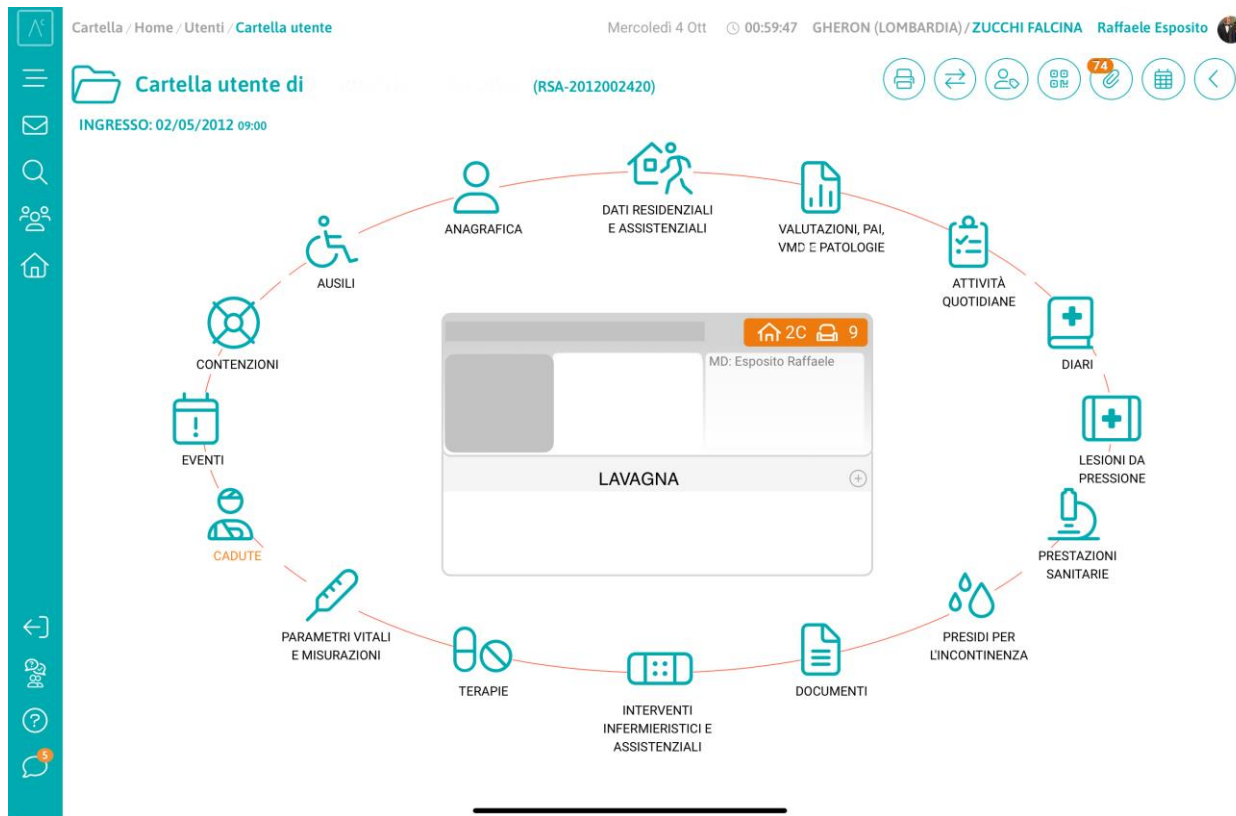 Cartella / Home / Utenti / Cartella utente
Mercoledì 4 Ott 00:59:47 GHERON (LOMBARDIA) / ZUCCHI FALCINA Raffaele Esposito
Cartella utente di (RSA-2012002420)
74
INGRESSO: 02/05/2012 09:00
ANAGRAFICA
DATI RESIDENZIALI
E ASSISTENZIALI
VALUTAZIONI, PAI,
VMD E PATOLOGIE
AUSILI
ATTIVITÀ
QUOTIDIANE
CONTENZIONI
DIARI
2C 9
MD: Esposito Raffaele
EVENTI
LAVAGNA
LESIONI DA
PRESSIONE
CADUTE
PRESTAZIONI
SANITARIE
PARAMETRI VITALI
E MISURAZIONI
PRESIDI PER
L'INCONTINENZA
TERAPIE
DOCUMENTI
INTERVENTI
INFERMIERISTICI E
ASSISTENZIALI
5